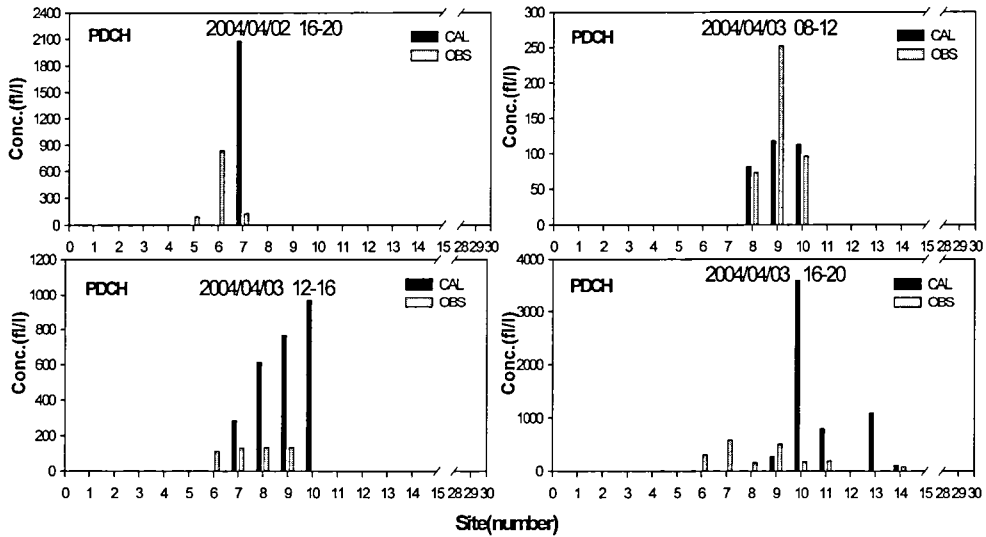 PDCH
2004/04/02 16-20
CAL
OBS
Conc.(fl/l)
2400
2100
1800
1500
1200
900
600
300
0
0 1 2 3 4 5 6 7 8 9 10 11 12 13 14 15 28 29 30
PDCH
2004/04/03 08-12
CAL
OBS
Conc.(fl/l)
300
250
200
150
100
50
0
0 1 2 3 4 5 6 7 8 9 10 11 12 13 14 15 28 29 30
PDCH
2004/04/03 12-16
CAL
OBS
Conc.(fl/l)
1200
1000
800
600
400
200
0
0 1 2 3 4 5 6 7 8 9 10 11 12 13 14 15 28 29 30
PDCH
2004/04/03 16-20
CAL
OBS
Conc.(fl/l)
4000
3000
2000
1000
0
0 1 2 3 4 5 6 7 8 9 10 11 12 13 14 15 28 29 30
Site(number)